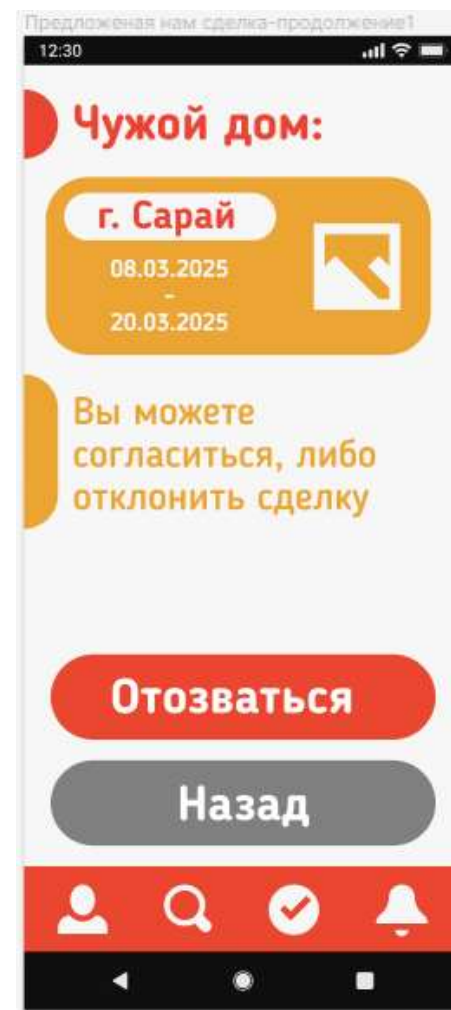 Предложеная нам сделка-продолжение1
12:30
Чужой дом:
г. Сарай
08.03.2025
-
20.03.2025
Вы можете
согласиться, либо
отклонить сделку
Отозваться
Назад